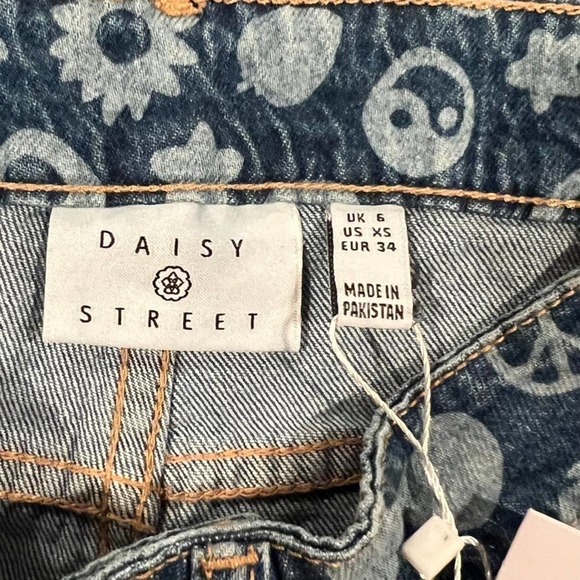 DAISY
STREET
UK 6
US XS
EUR 34
MADE IN
PAKISTAN